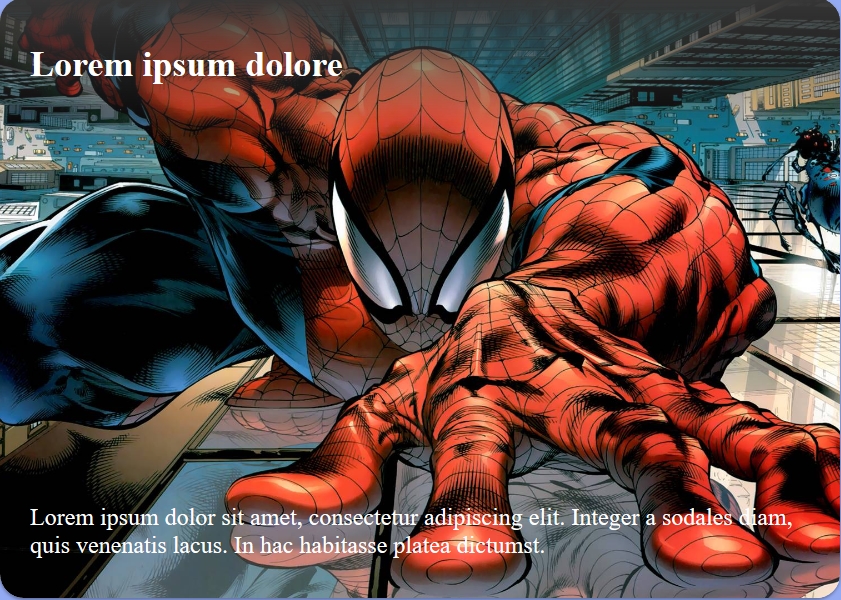 Lorem ipsum dolore
Lorem ipsum dolor sit amet, consectetur adipiscing elit. Integer a sodales diam,
quis venenatis lacus. In hac habitasse platea dictumst.